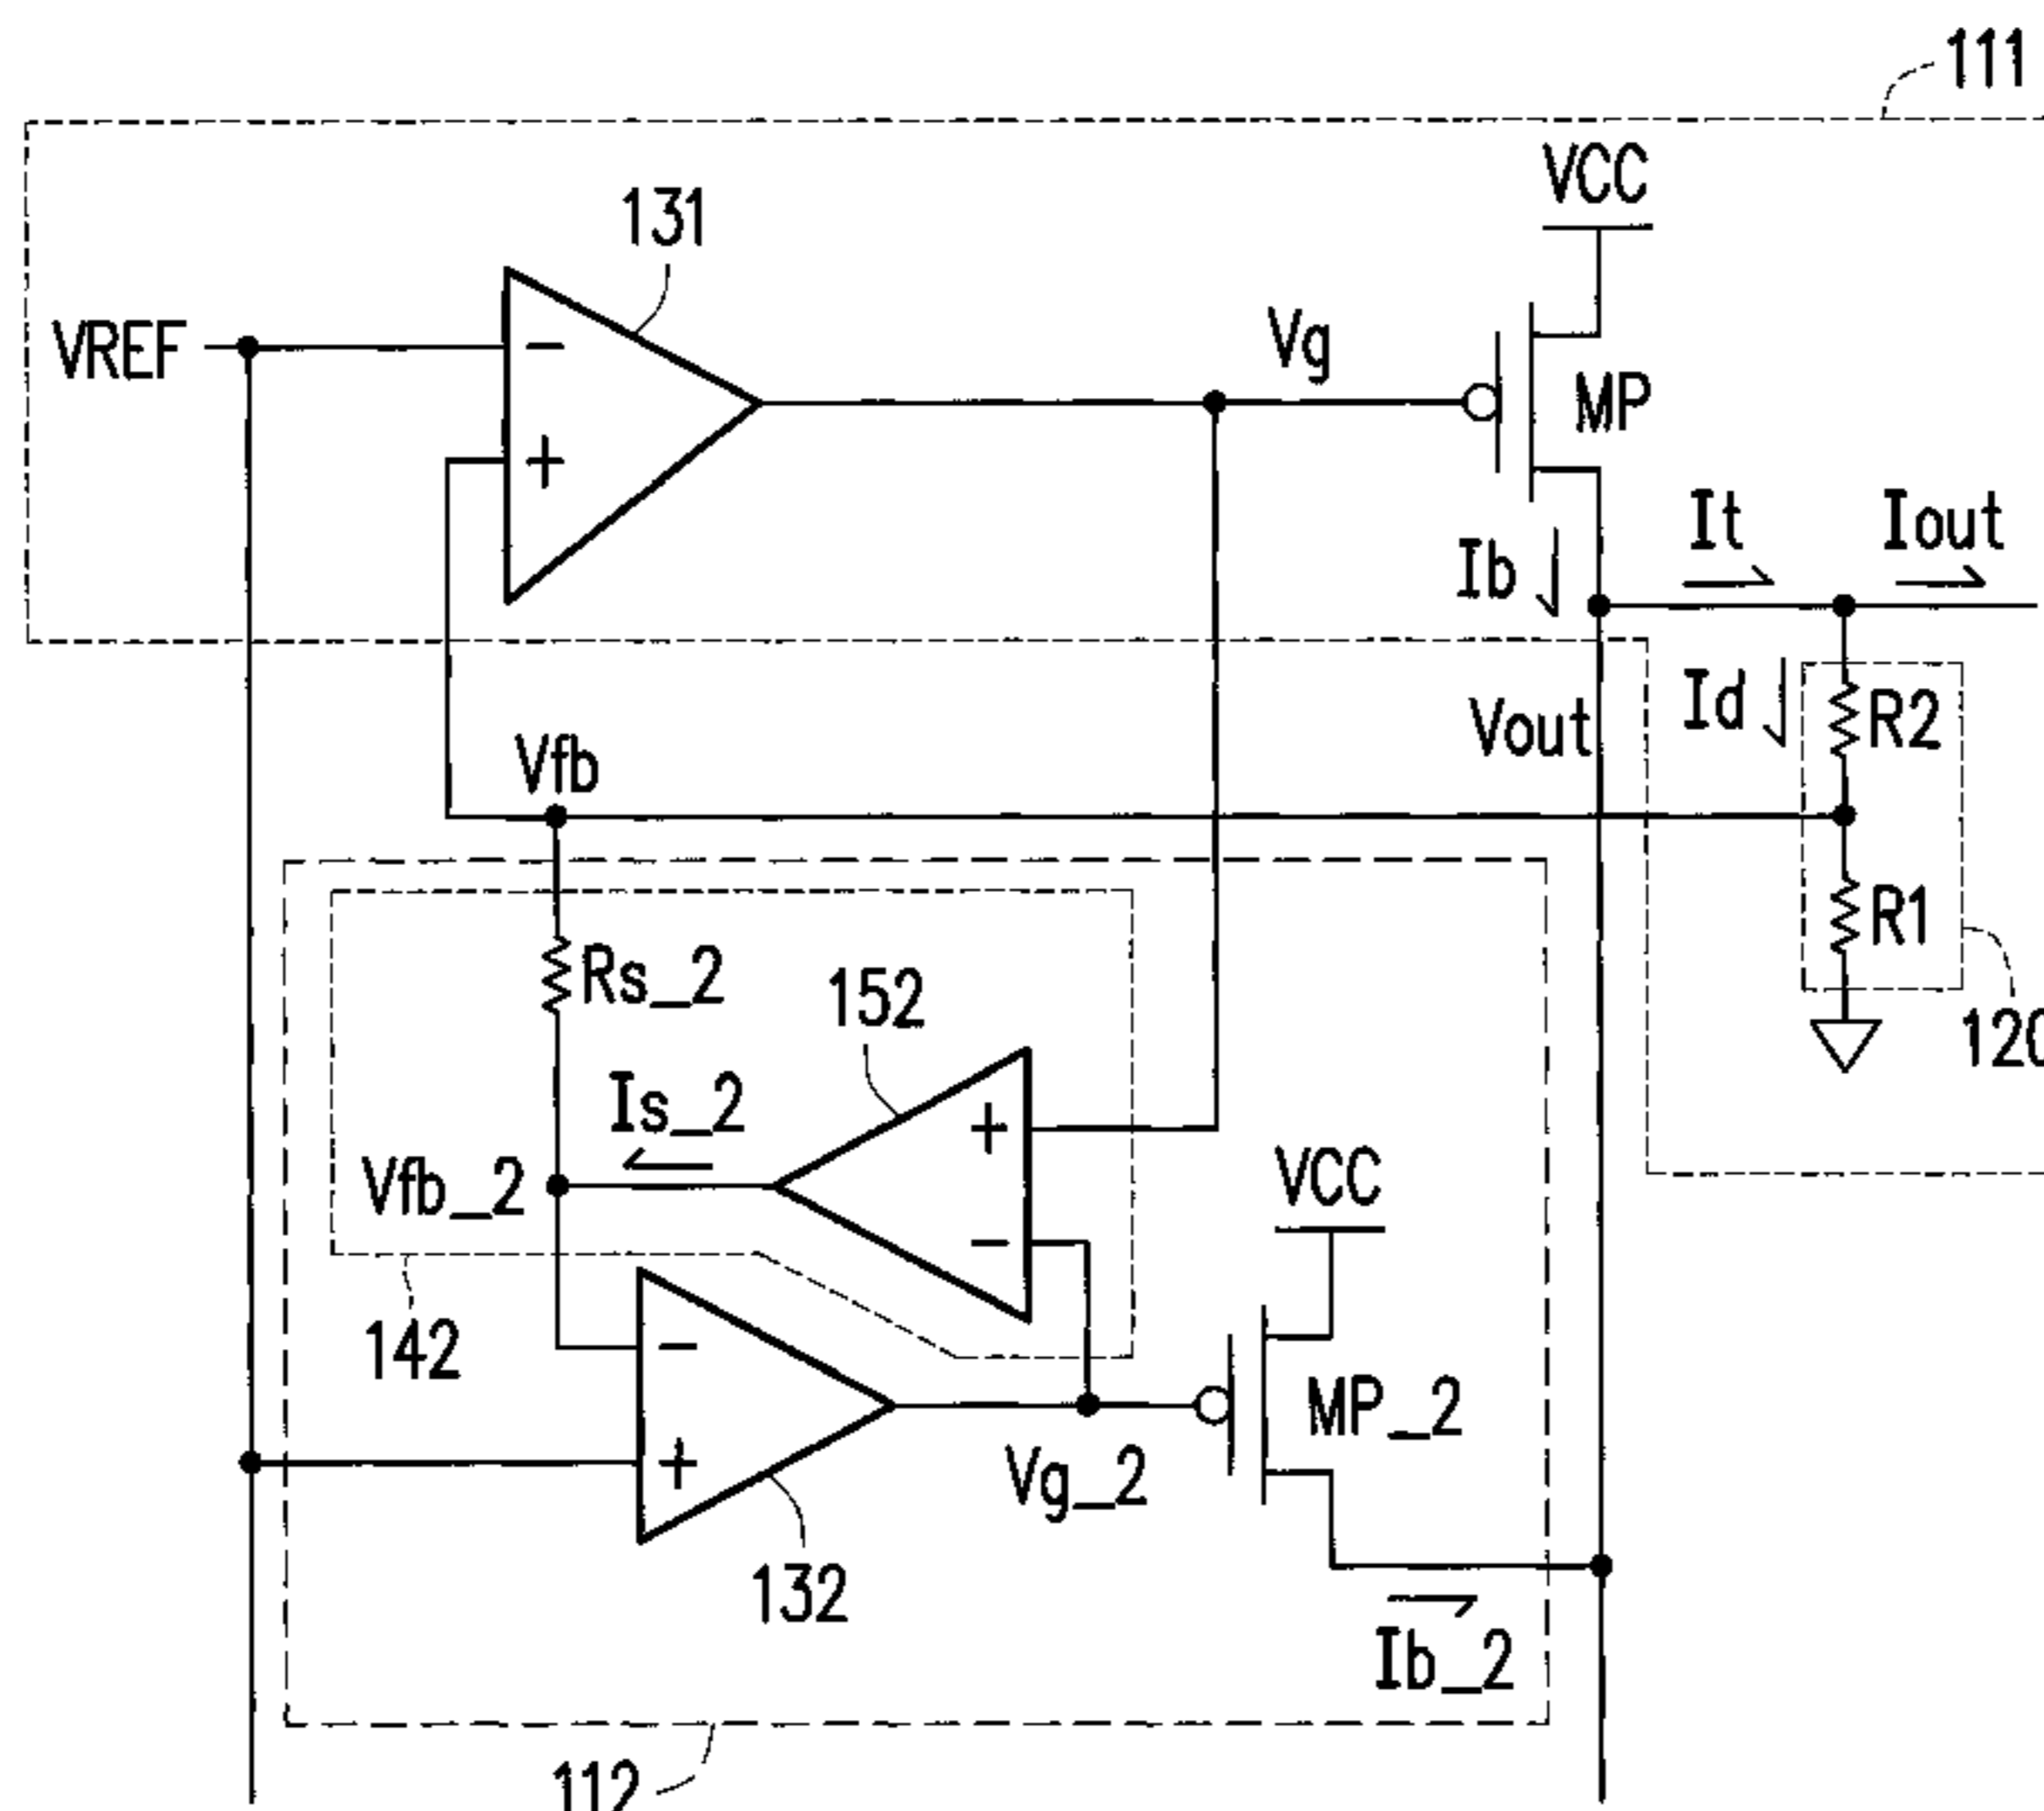 111
VCC
131
VREF
−
+
Vg
MP
Ib
It
Iout
Id
R2
Vout
Vfb
R1
120
Rs_2
152
Is_2
+
−
Vfb_2
VCC
142
−
+
MP_2
Vg_2
132
Ib_2
112